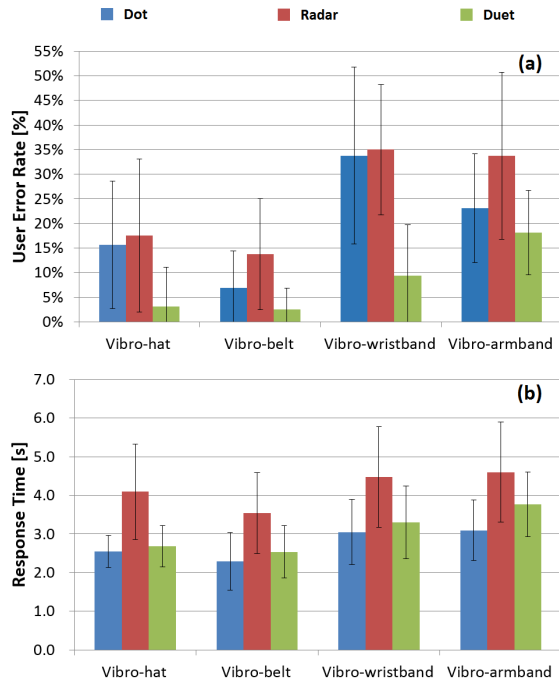 Dot Radar Duet
(a)
User Error Rate [%]
55%
50%
45%
40%
35%
30%
25%
20%
15%
10%
5%
0%
Vibro-hat Vibro-belt Vibro-wristband Vibro-armband
(b)
Response Time [s]
7.0
6.0
5.0
4.0
3.0
2.0
1.0
0.0
Vibro-hat Vibro-belt Vibro-wristband Vibro-armband